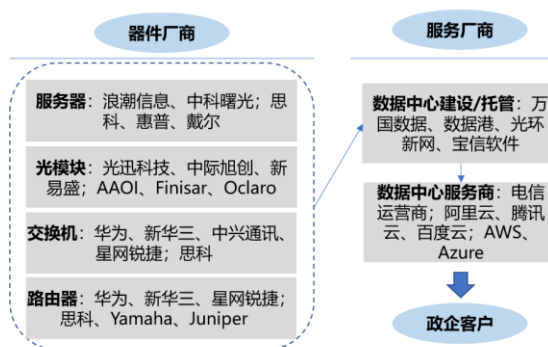 器件厂商
服务器：浪潮信息、中科曙光；思
科、惠普、戴尔
光模块：光迅科技、中际旭创、新
易盛；AAOI、Finisar、Oclaro
交换机：华为、新华三、中兴通讯、
星网锐捷；思科
路由器：华为、新华三、星网锐捷；
思科、Yamaha、Juniper
服务厂商
数据中心建设/托管：万
国数据、数据港、光环
新网、宝信软件
数据中心服务商：电信
运营商；阿里云、腾讯
云、百度云；AWS、
Azure
政企客户